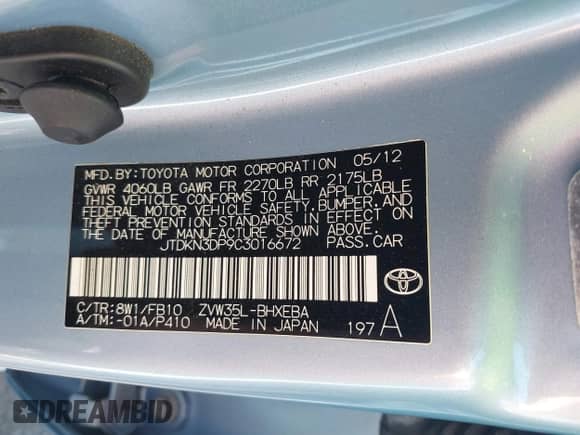 MFD.BY:TOYOTA MOTOR CORPORATION 05/12
GVWR 4060LB GAWR FR 2270LB RR 2175LB
THIS VEHICLE CONFORMS TO ALL APPLICABLE
FEDERAL MOTOR VEHICLE SAFETY,BUMPER,AND
THEFT PREVENTION STANDARDS IN EFFECT ON
THE DATE OF MANUFACTURE SHOWN ABOVE.
JTDKN3DP9C3016672 PASS.CAR
C/TR:8W1/FB10 ZVW35L-BHXEBA
A/TM:-01A/P410 MADE IN JAPAN 197 A
TOYOTA
DREAMBID